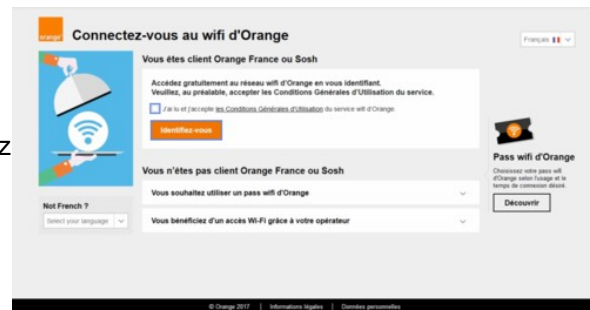 orange
Connectez-vous au wifi d'Orange
Français
Vous êtes client Orange France ou Sosh
Accédez gratuitement au réseau wifi d'Orange en vous identifiant.
Veuillez, au préalable, accepter les Conditions Générales d'Utilisation du service.
J'ai lu et j'accepte les Conditions Générales d'Utilisation du service wifi d'Orange.
Identifiez-vous
z
Pass wifi d'Orange
Choisissez votre pass wifi
d'Orange selon l'usage et le
temps de connexion désiré.
Découvrir
Vous n'êtes pas client Orange France ou Sosh
Vous souhaitez utiliser un pass wifi d'Orange
Vous bénéficiez d'un accès Wi-Fi grâce à votre opérateur
Not French ?
Select your language
© Orange 2017 | Informations légales | Données personnelles